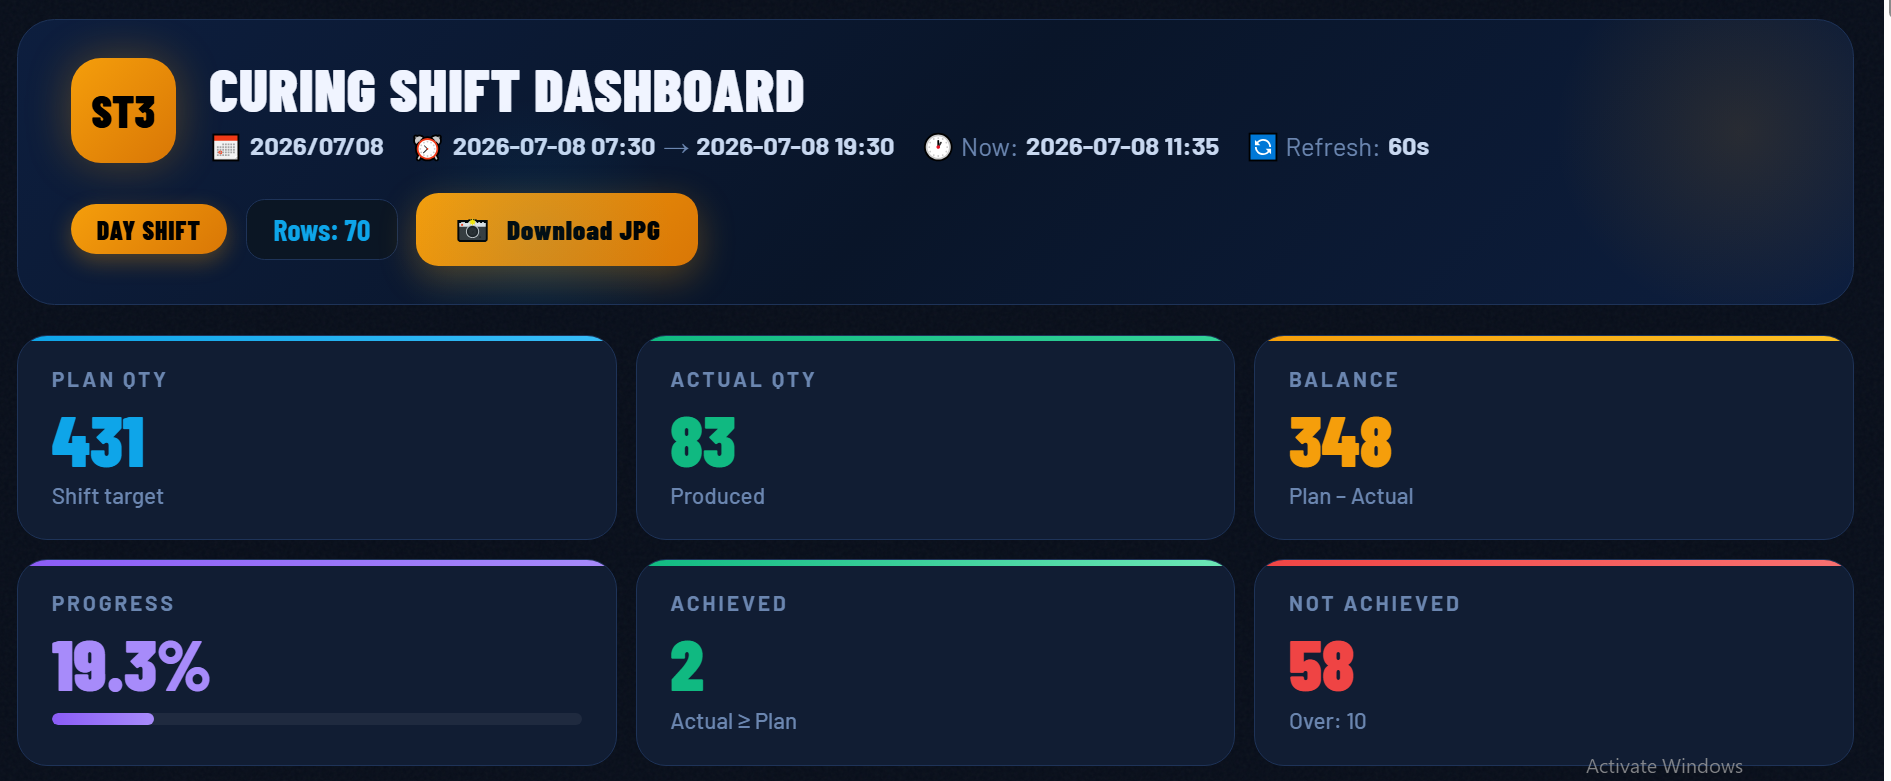 ST3
CURING SHIFT DASHBOARD
2026/07/08 2026-07-08 07:30 → 2026-07-08 19:30 Now: 2026-07-08 11:35 Refresh: 60s
DAY SHIFT Rows: 70 Download JPG
PLAN QTY
431
Shift target
ACTUAL QTY
83
Produced
BALANCE
348
Plan – Actual
PROGRESS
19.3%
ACHIEVED
2
Actual ≥ Plan
NOT ACHIEVED
58
Over: 10
Activate Windows